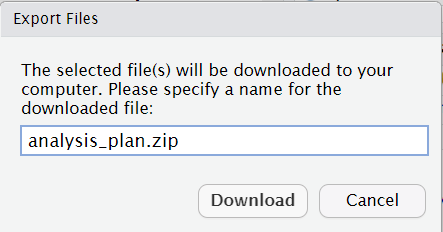 Export Files
The selected file(s) will be downloaded to your
computer. Please specify a name for the
downloaded file:
analysis_plan.zip
Download
Cancel